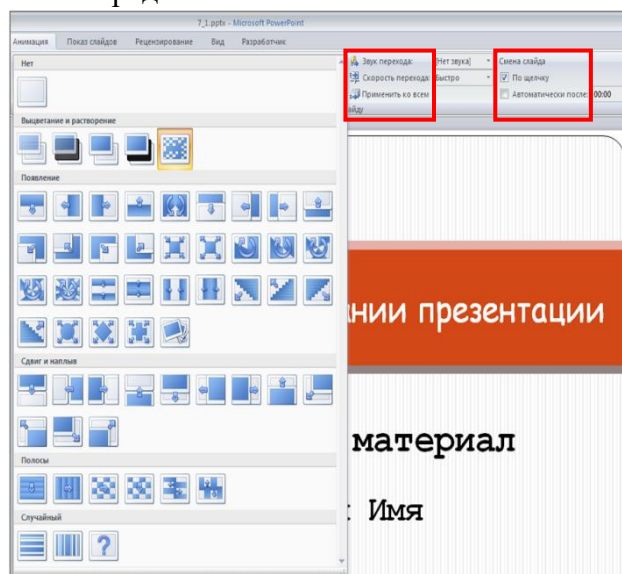 7_1.pptx - Microsoft PowerPoint
Анимация Показ слайдов Рецензирование Вид Разработчик
Нет
Звук перехода: [Нет звука] Смена слайда
Скорость перехода: Быстро По щелчку
Применить ко всем Автоматически после: 00:00
айду
Выцветание и растворение
Появление
нии презентации
Сдвиг и наплыв
материал
Полосы
: Имя
Случайный
?